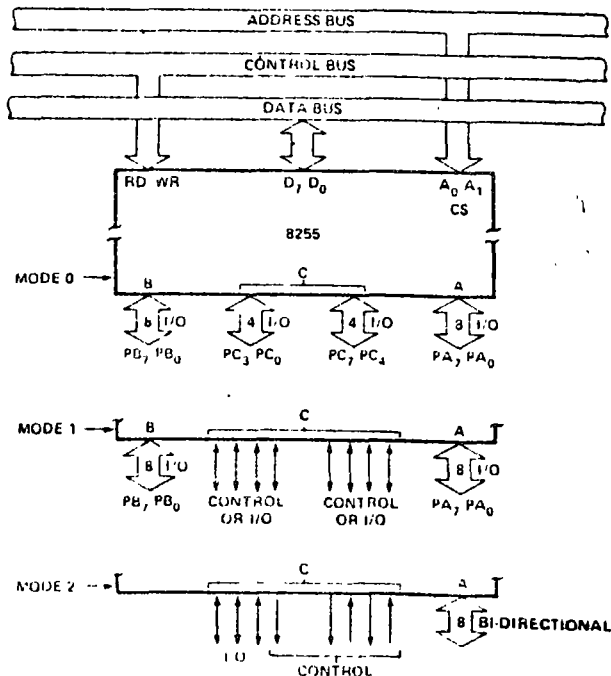 ADDRESS BUS
CONTROL BUS
DATA BUS
RD WR D7 D0 A0 A1
CS
8255
MODE 0
B C A
8 I/O 4 I/O 4 I/O 8 I/O
PB7 PB0 PC3 PC0 PC7 PC4 PA7 PA0
MODE 1
B C A
8 I/O 8 I/O
PB7 PB0 CONTROL OR I/O CONTROL OR I/O PA7 PA0
MODE 2
C A
8 BI-DIRECTIONAL
I/O CONTROL